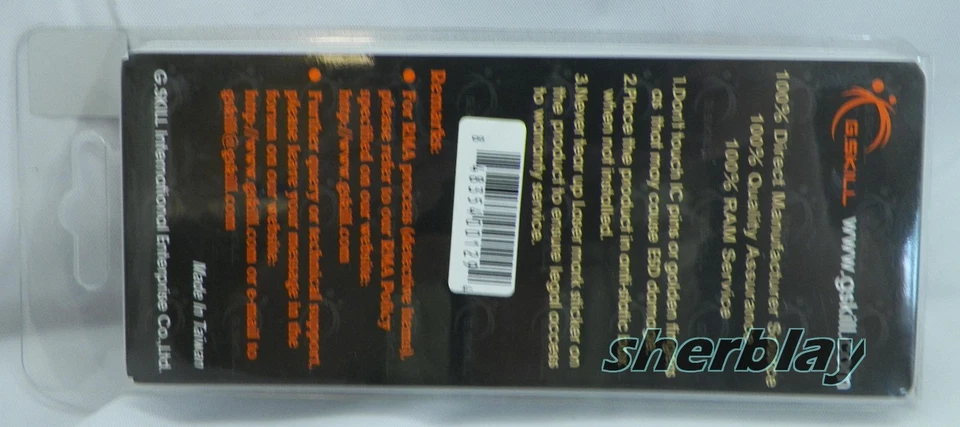 G.SKILL www.gskill.com
100% Direct Manufacturer Service
100% Quality Assurance
100% RAM Service
1.Don't touch IC pins or golden fingers
as that may cause ESD damage
2.Place the product in anti-static
when not installed.
3.Never tear up Laser mark sticker on
the product to ensure legal access
to warranty service.
Remarks:
For RMA process (defective items),
please refer to our RMA Policy
specified on our website:
http://www.gskill.com
Further query or technical support,
please leave your message in the
forum on our website:
http://www.gskill.com or e-mail to
gskill@gskill.com
Made in Taiwan
G.SKILL International Enterprise Co.,Ltd.
sherblay